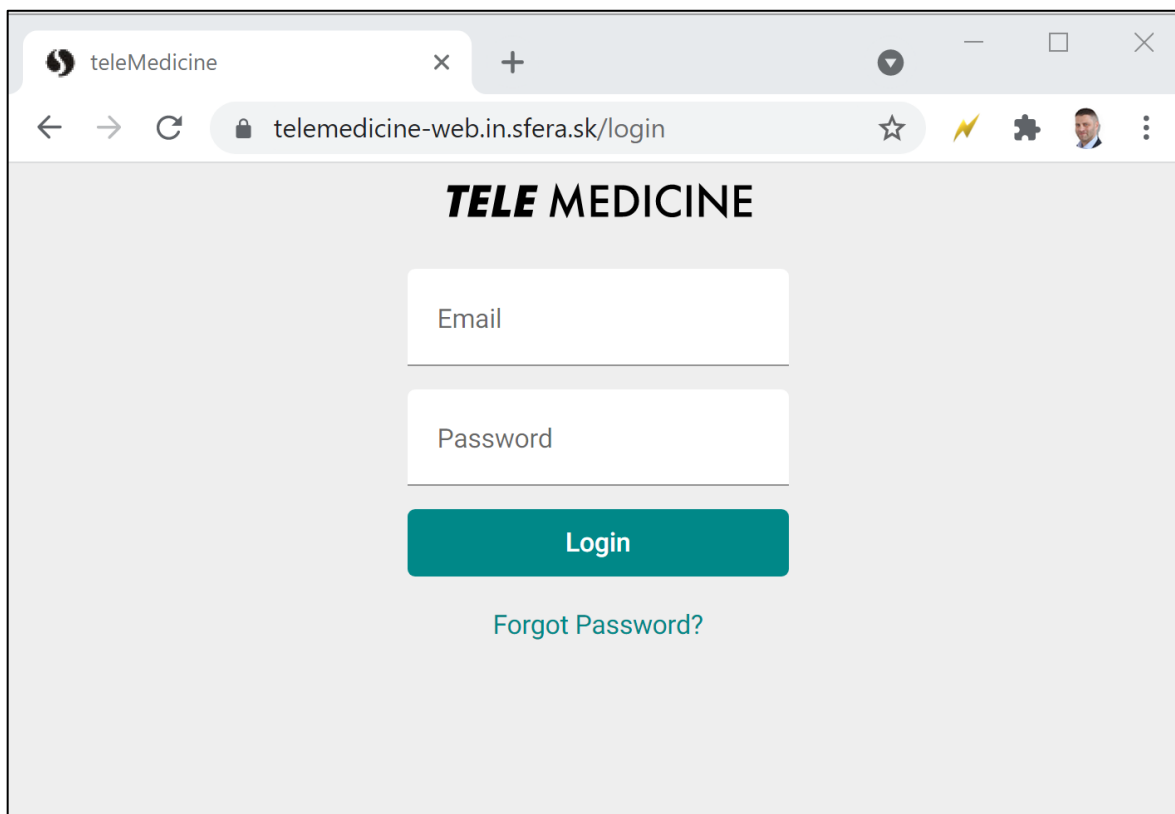 teleMedicine
telemedicine-web.in.sfera.sk/login
TELE MEDICINE
Email
Password
Login
Forgot Password?